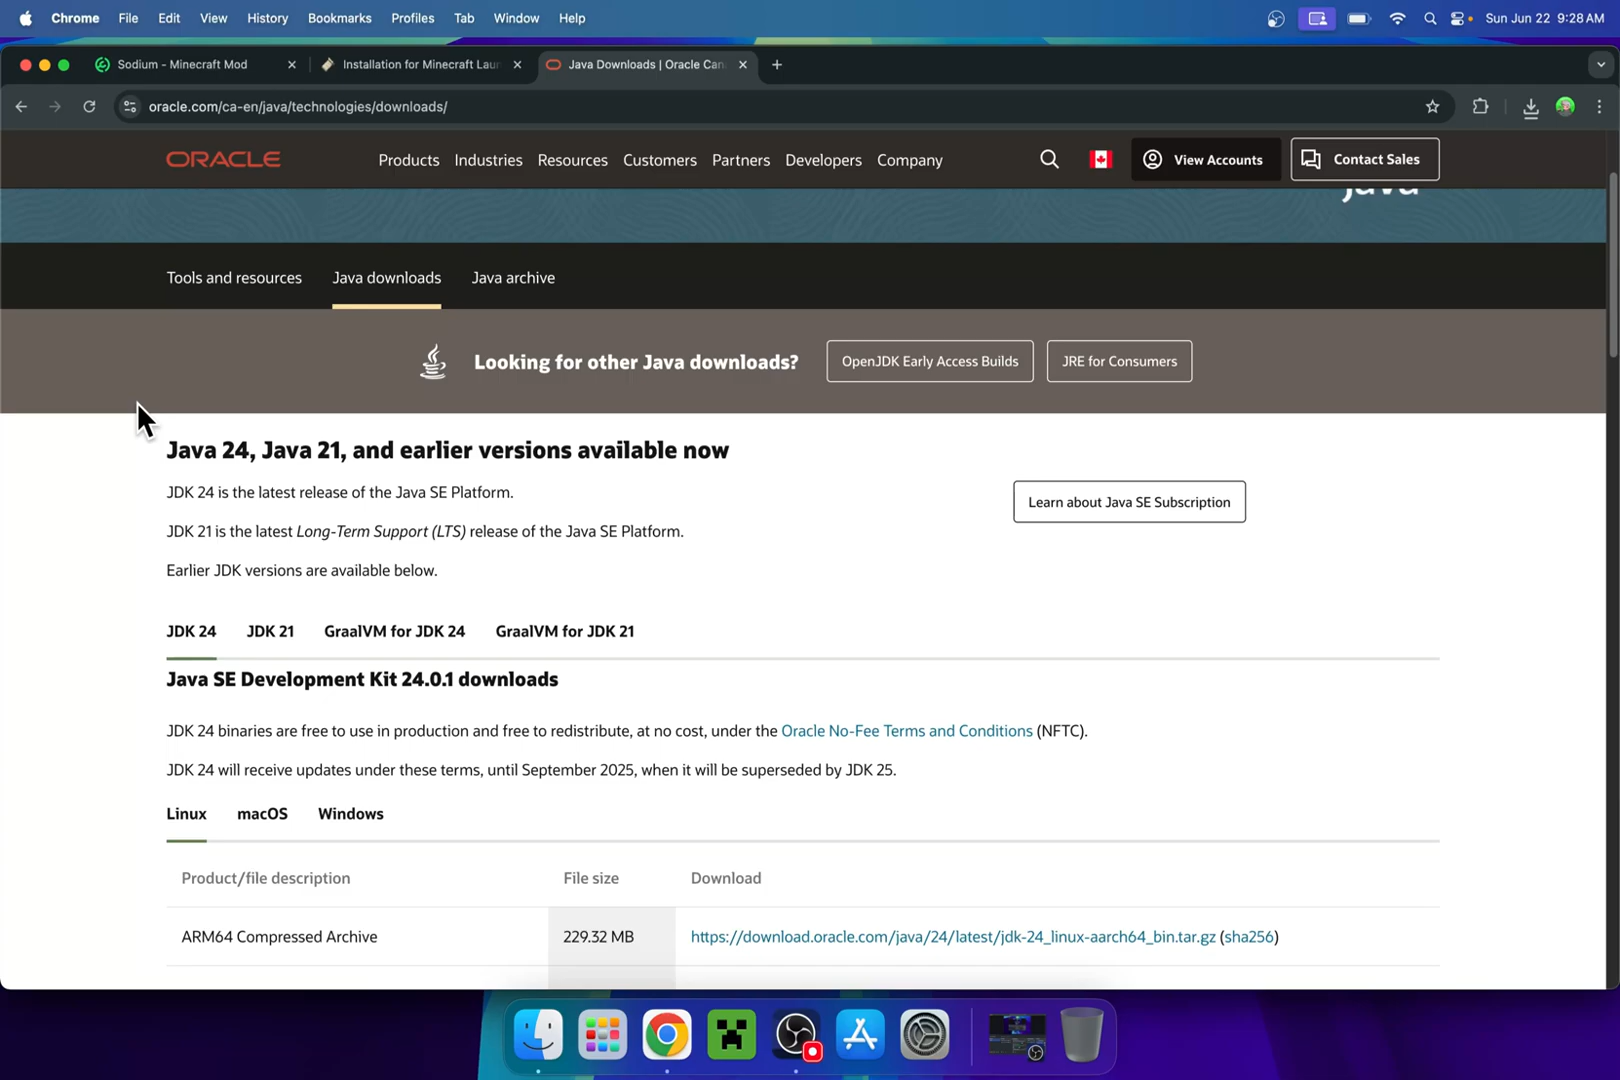 Chrome File Edit View History Bookmarks Profiles Tab Window Help Sun Jun 22 9:28 AM
Sodium - Minecraft Mod Installation for Minecraft Lau Java Downloads | Oracle Can
oracle.com/ca-en/java/technologies/downloads/
ORACLE Products Industries Resources Customers Partners Developers Company View Accounts Contact Sales
java
Tools and resources Java downloads Java archive
Looking for other Java downloads? OpenJDK Early Access Builds JRE for Consumers
Java 24, Java 21, and earlier versions available now
JDK 24 is the latest release of the Java SE Platform.
Learn about Java SE Subscription
JDK 21 is the latest Long-Term Support (LTS) release of the Java SE Platform.
Earlier JDK versions are available below.
JDK 24 JDK 21 GraalVM for JDK 24 GraalVM for JDK 21
Java SE Development Kit 24.0.1 downloads
JDK 24 binaries are free to use in production and free to redistribute, at no cost, under the Oracle No-Fee Terms and Conditions (NFTC).
JDK 24 will receive updates under these terms, until September 2025, when it will be superseded by JDK 25.
Linux macOS Windows
Product/file description File size Download
ARM64 Compressed Archive 229.32 MB https://download.oracle.com/java/24/latest/jdk-24_linux-aarch64_bin.tar.gz (sha256)